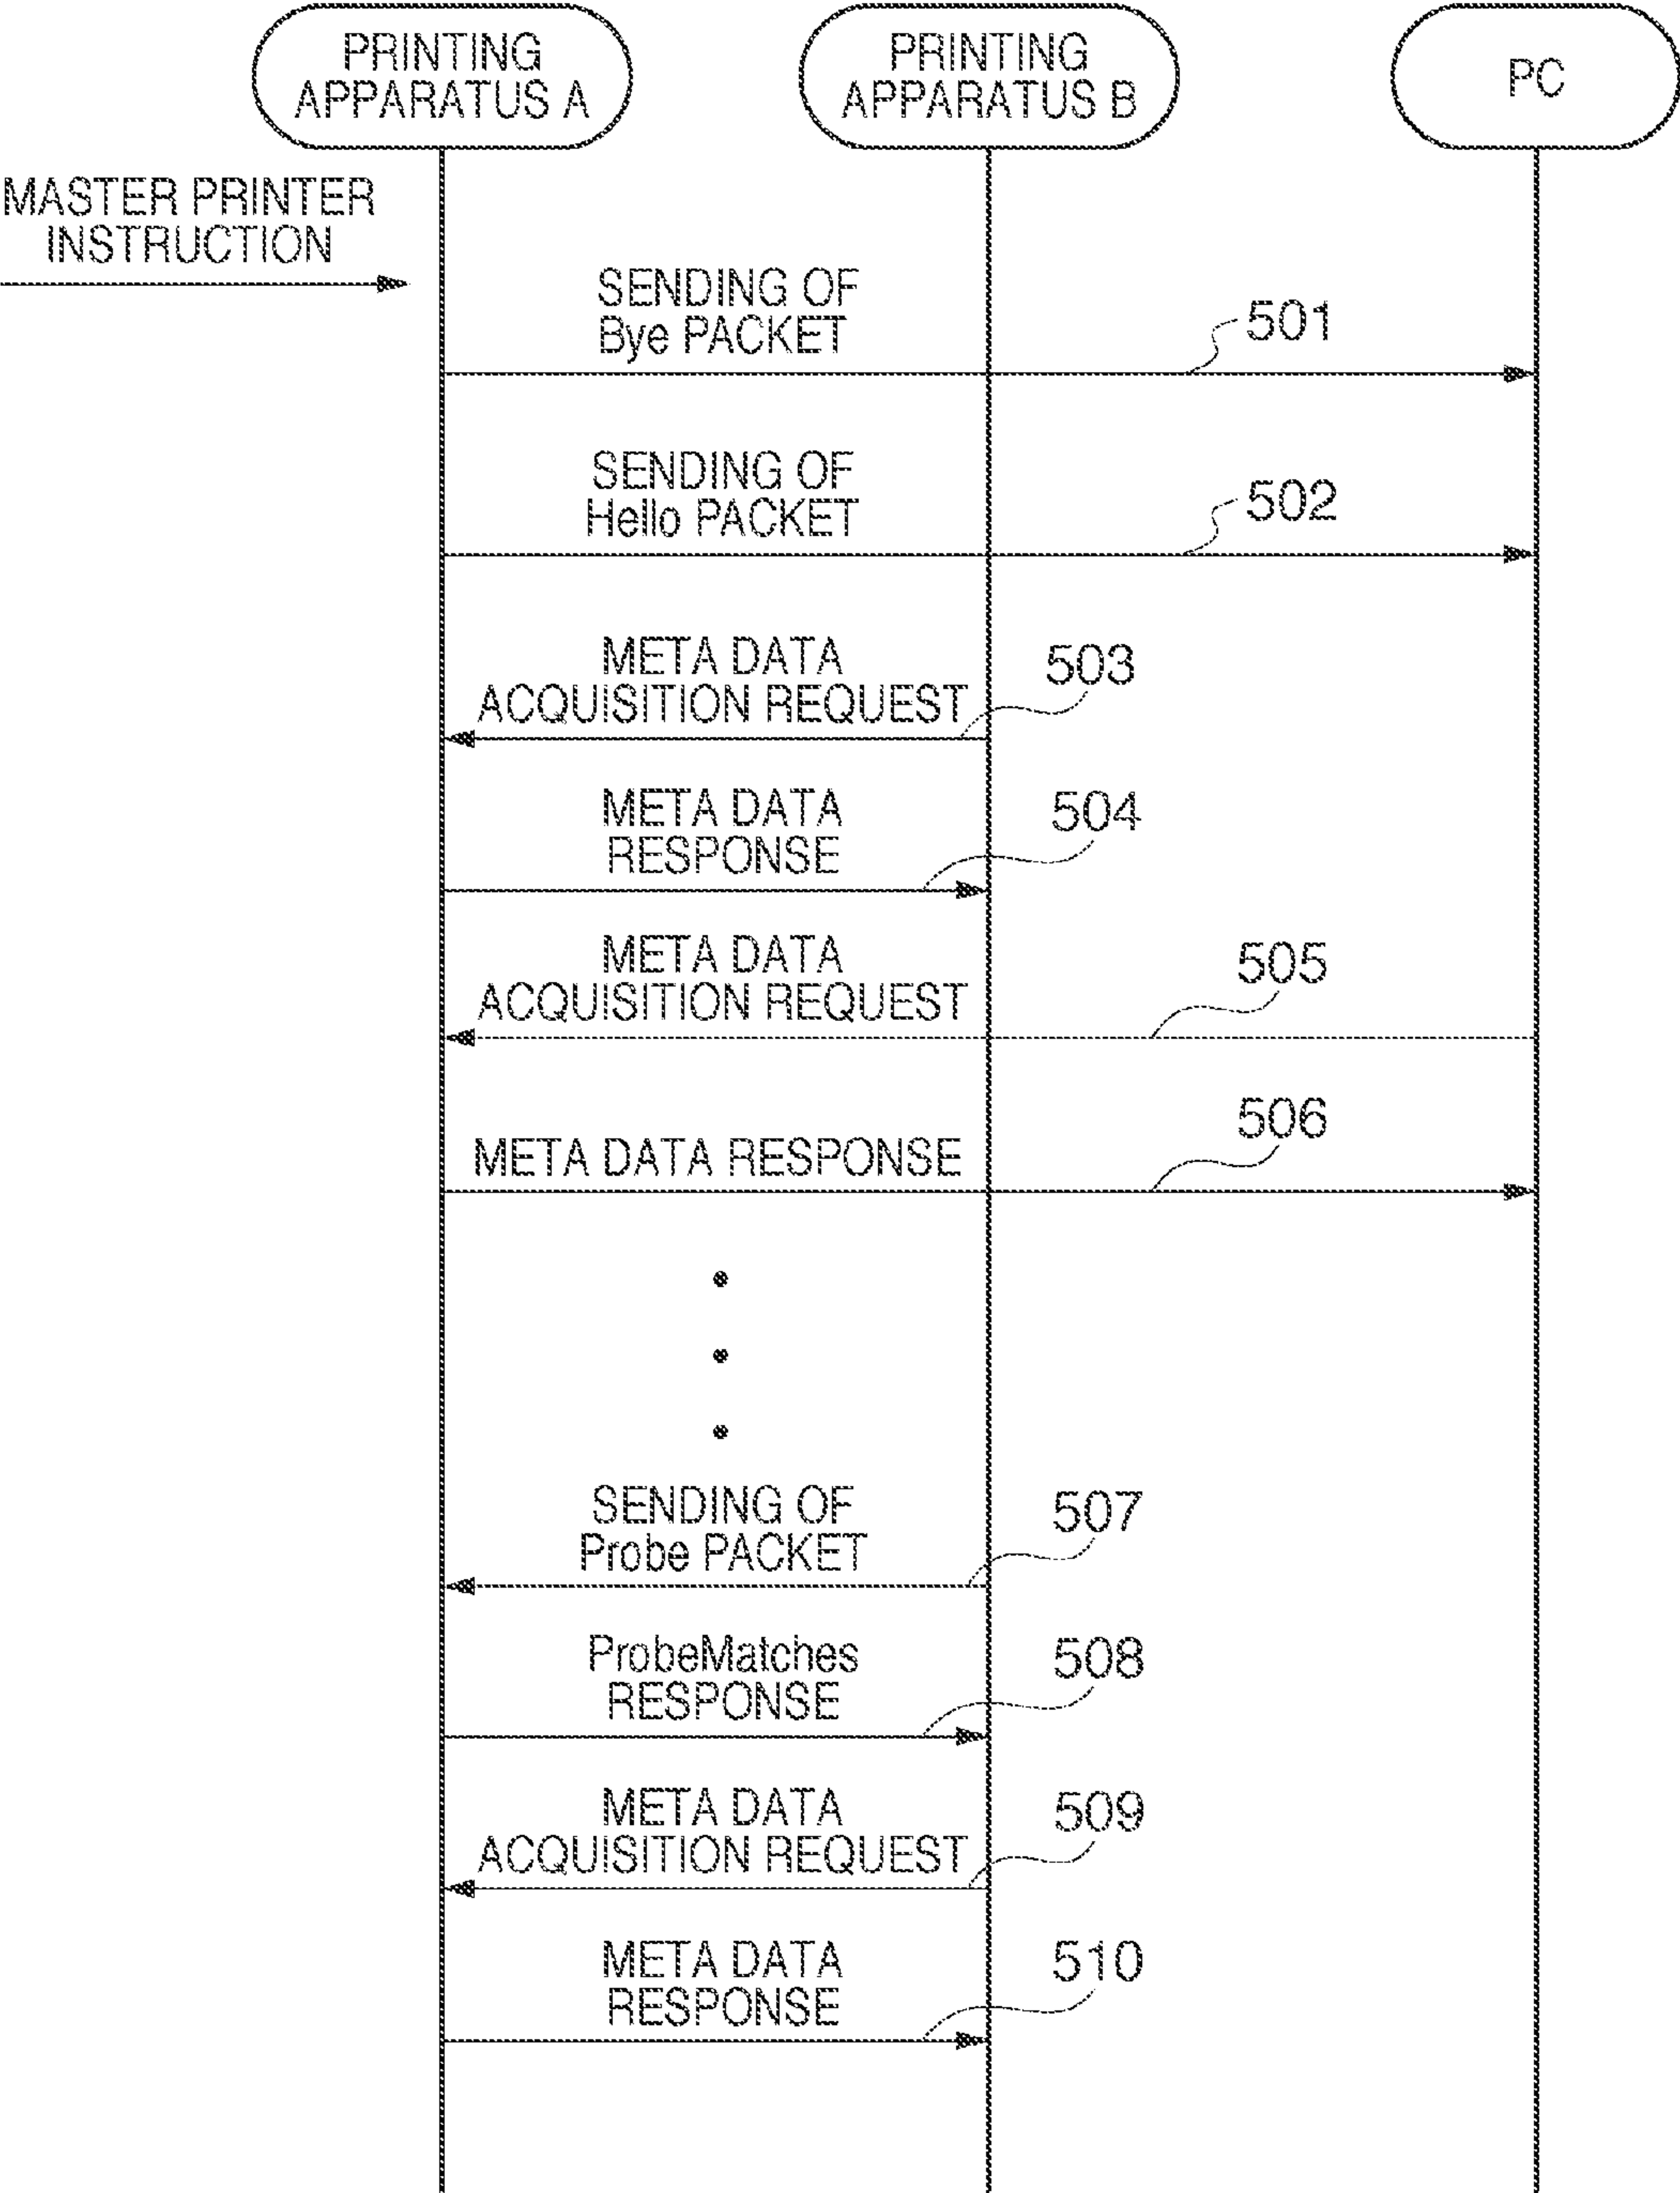 PRINTING
APPARATUS A
PRINTING
APPARATUS B
PC
MASTER PRINTER
INSTRUCTION
SENDING OF
Bye PACKET
501
SENDING OF
Hello PACKET
502
META DATA
ACQUISITION REQUEST
503
META DATA
RESPONSE
504
META DATA
ACQUISITION REQUEST
505
META DATA RESPONSE
506
SENDING OF
Probe PACKET
507
ProbeMatches
RESPONSE
508
META DATA
ACQUISITION REQUEST
509
META DATA
RESPONSE
510